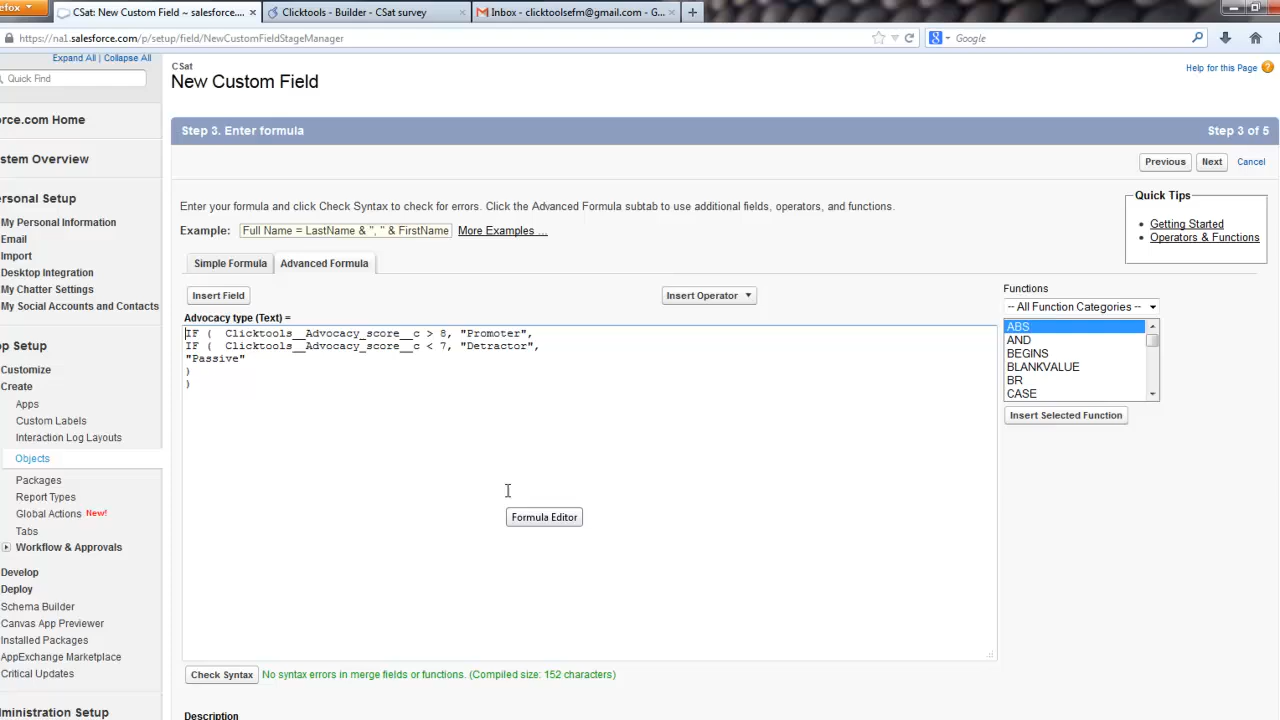 efox
CSat: New Custom Field ~ salesforce....
Clicktools - Builder - CSat survey
Inbox - clicktoolsefm@gmail.com - G...
https://na1.salesforce.com/p/setup/field/NewCustomFieldStageManager
Google
Expand All | Collapse All
Quick Find
rce.com Home
stem Overview
ersonal Setup
My Personal Information
Email
Import
Desktop Integration
My Chatter Settings
My Social Accounts and Contacts
pp Setup
Customize
Create
Apps
Custom Labels
Interaction Log Layouts
Objects
Packages
Report Types
Global Actions New!
Tabs
Workflow & Approvals
Develop
Deploy
Schema Builder
Canvas App Previewer
Installed Packages
AppExchange Marketplace
Critical Updates
ministration Setup
CSat
New Custom Field
Help for this Page ?
Step 3. Enter formula
Step 3 of 5
Previous Next Cancel
Enter your formula and click Check Syntax to check for errors. Click the Advanced Formula subtab to use additional fields, operators, and functions.
Example: Full Name = LastName & ", " & FirstName More Examples ...
Quick Tips
• Getting Started
• Operators & Functions
Simple Formula Advanced Formula
Insert Field Insert Operator
Advocacy type (Text) =
IF (  Clicktools__Advocacy_score__c > 8, "Promoter",
IF (  Clicktools__Advocacy_score__c < 7, "Detractor",
"Passive"
)
)
Formula Editor
Functions
-- All Function Categories --
ABS
AND
BEGINS
BLANKVALUE
BR
CASE
Insert Selected Function
Check Syntax No syntax errors in merge fields or functions. (Compiled size: 152 characters)
Description